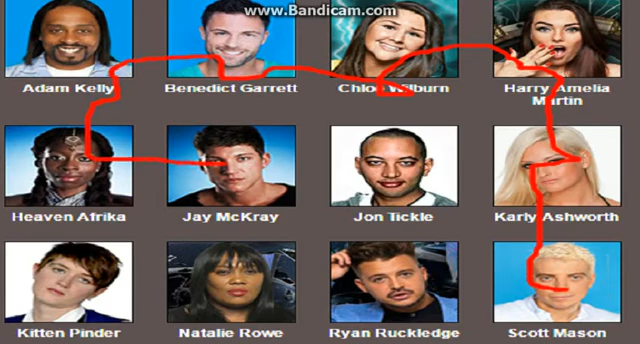 www.Bandicam.com
Adam Kelly
Benedict Garrett
Chloe Wilburn
Harry Amelia
Martin
Heaven Afrika
Jay McKray
Jon Tickle
Karly Ashworth
Kitten Pinder
Natalie Rowe
Ryan Ruckledge
Scott Mason